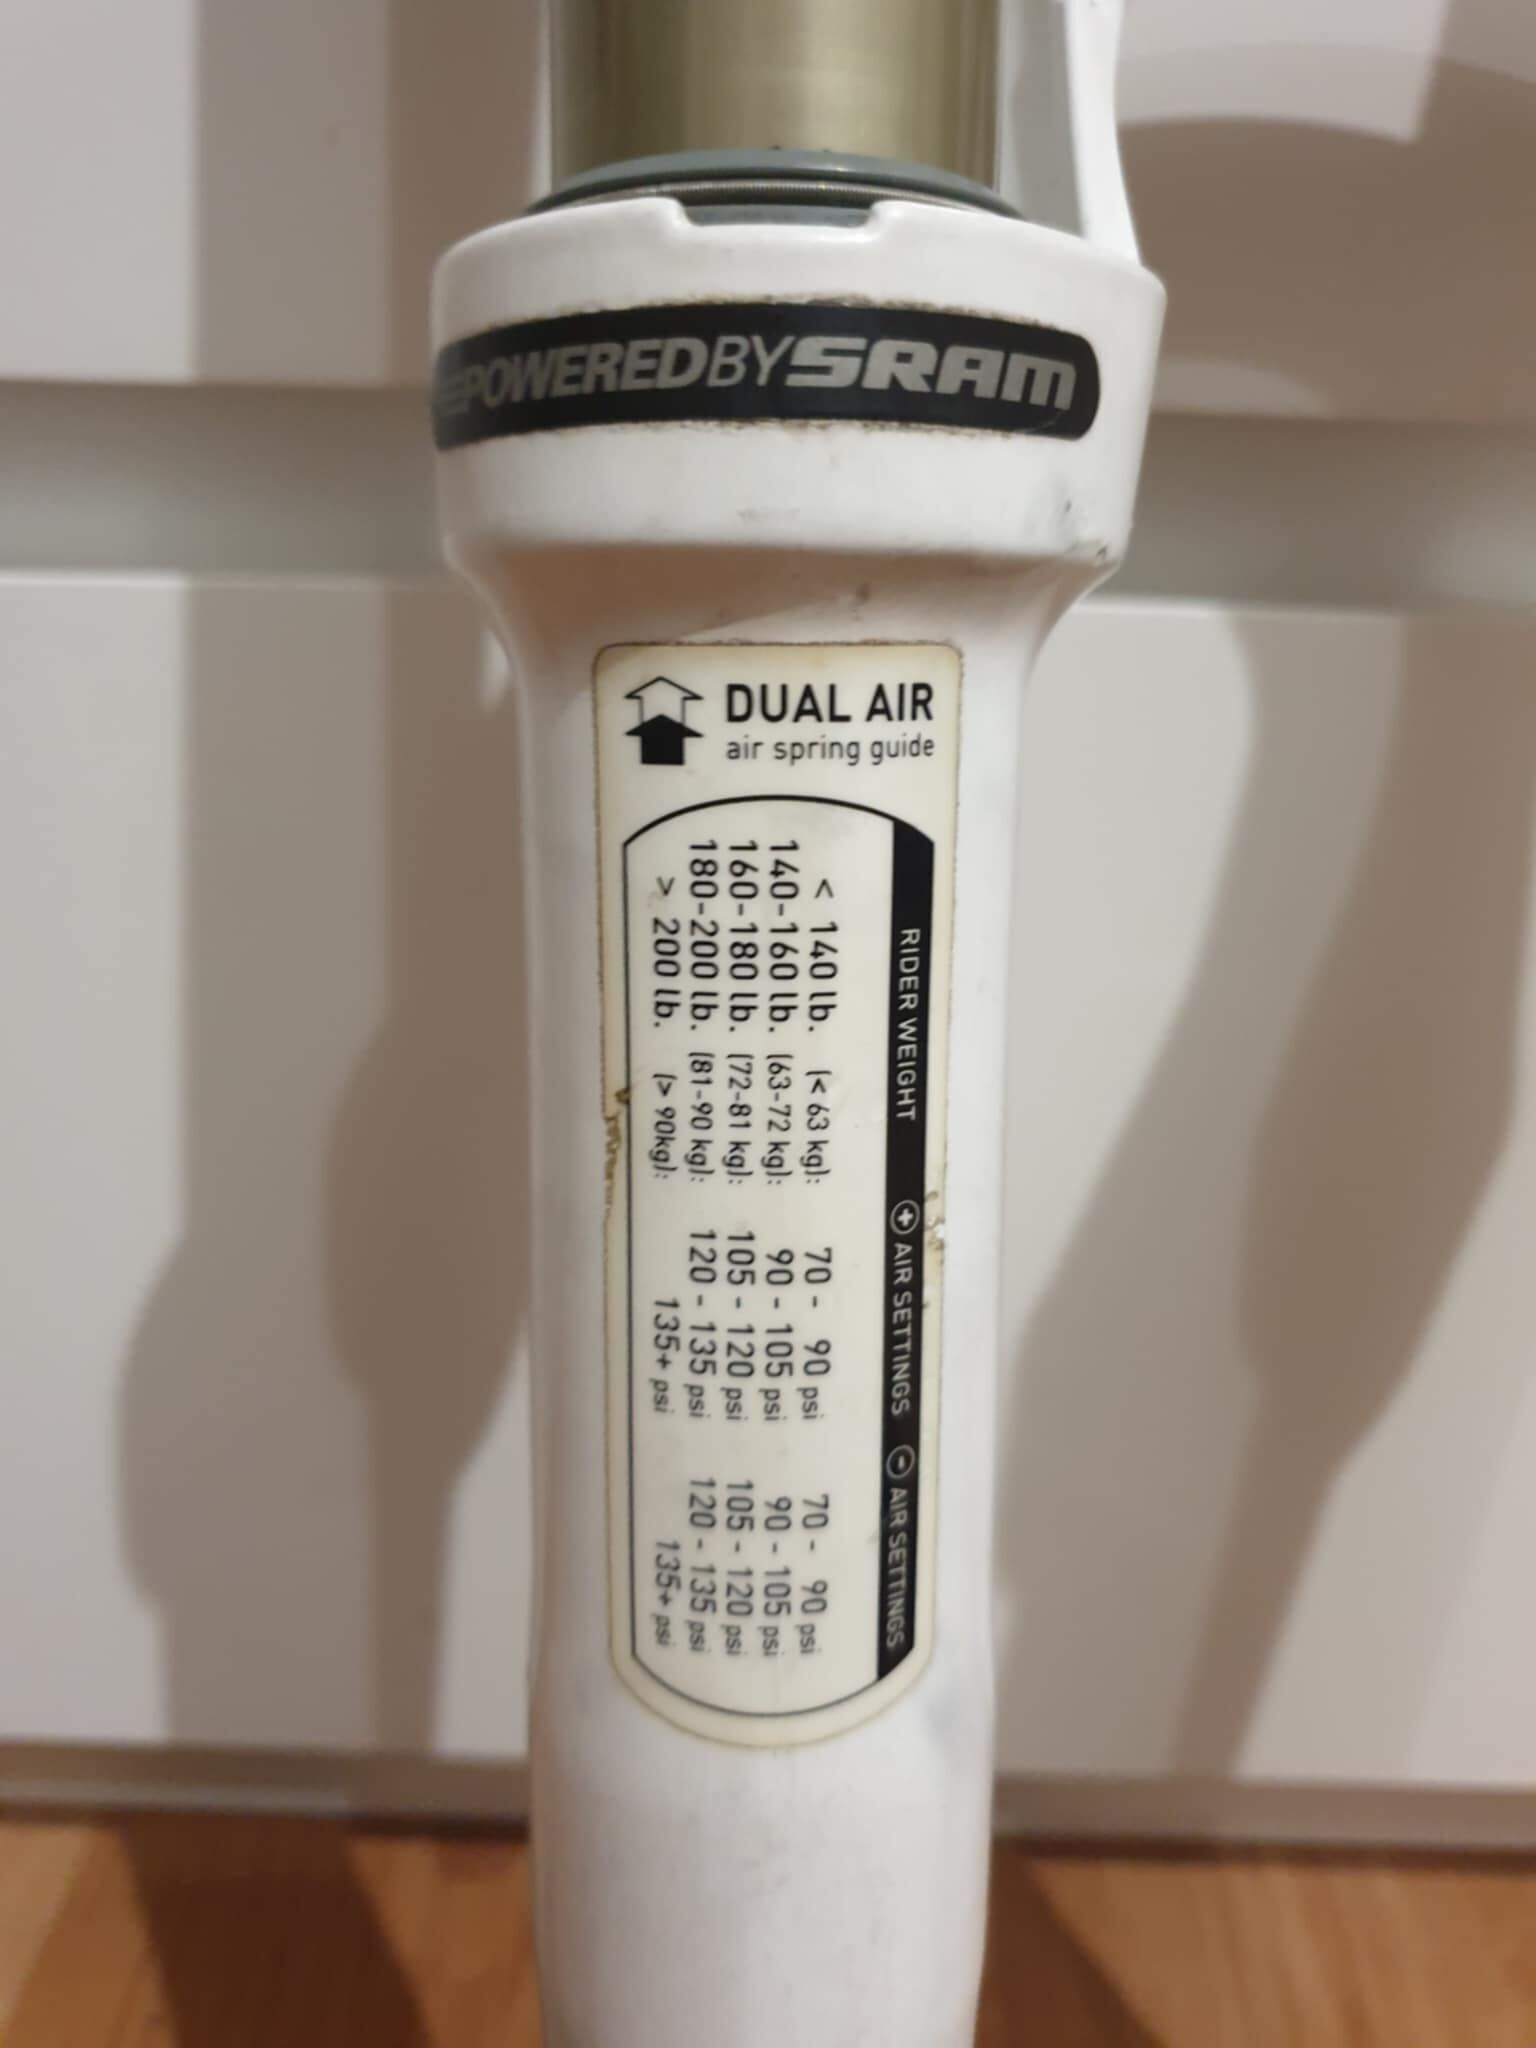 POWEREDBYSRAM
DUAL AIR
air spring guide
RIDER WEIGHT + AIR SETTINGS - AIR SETTINGS
< 140 lb. (< 63 kg): 70 - 90 psi 70 - 90 psi
140-160 lb. (63-72 kg): 90 - 105 psi 90 - 105 psi
160-180 lb. (72-81 kg): 105 - 120 psi 105 - 120 psi
180-200 lb. (81-90 kg): 120 - 135 psi 120 - 135 psi
> 200 lb. (> 90kg): 135+ psi 135+ psi